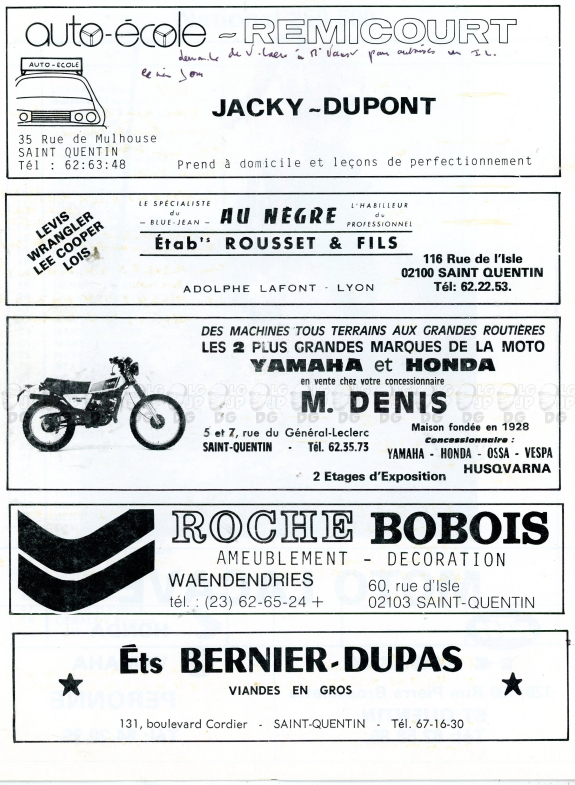 auto-école ~ REMICOURT
AUTO-ECOLE
JACKY~DUPONT
35 Rue de Mulhouse
SAINT QUENTIN
Tél : 62:63:48
Prend à domicile et leçons de perfectionnement
LEVIS
WRANGLER
LEE COOPER
LOIS
LE SPÉCIALISTE
du
– BLUE-JEAN –
AU NÈGRE
L'HABILLEUR
du
PROFESSIONNEL
Étab<sup>ts</sup> ROUSSET & FILS
ADOLPHE LAFONT - LYON
116 Rue de l'Isle
02100 SAINT QUENTIN
Tél: 62.22.53.
DES MACHINES TOUS TERRAINS AUX GRANDES ROUTIÈRES
LES 2 PLUS GRANDES MARQUES DE LA MOTO
YAMAHA et HONDA
en vente chez votre concessionnaire
M. DENIS
5 et 7, rue du Général-Leclerc
SAINT-QUENTIN - Tél. 62.35.73
Maison fondée en 1928
Concessionnaire :
YAMAHA - HONDA - OSSA - VESPA
HUSQVARNA
2 Etages d'Exposition
ROCHE BOBOIS
AMEUBLEMENT - DECORATION
WAENDENDRIES
tél. : (23) 62-65-24 +
60, rue d'Isle
02103 SAINT-QUENTIN
Éts BERNIER-DUPAS
VIANDES EN GROS
131, boulevard Cordier - SAINT-QUENTIN - Tél. 67-16-30